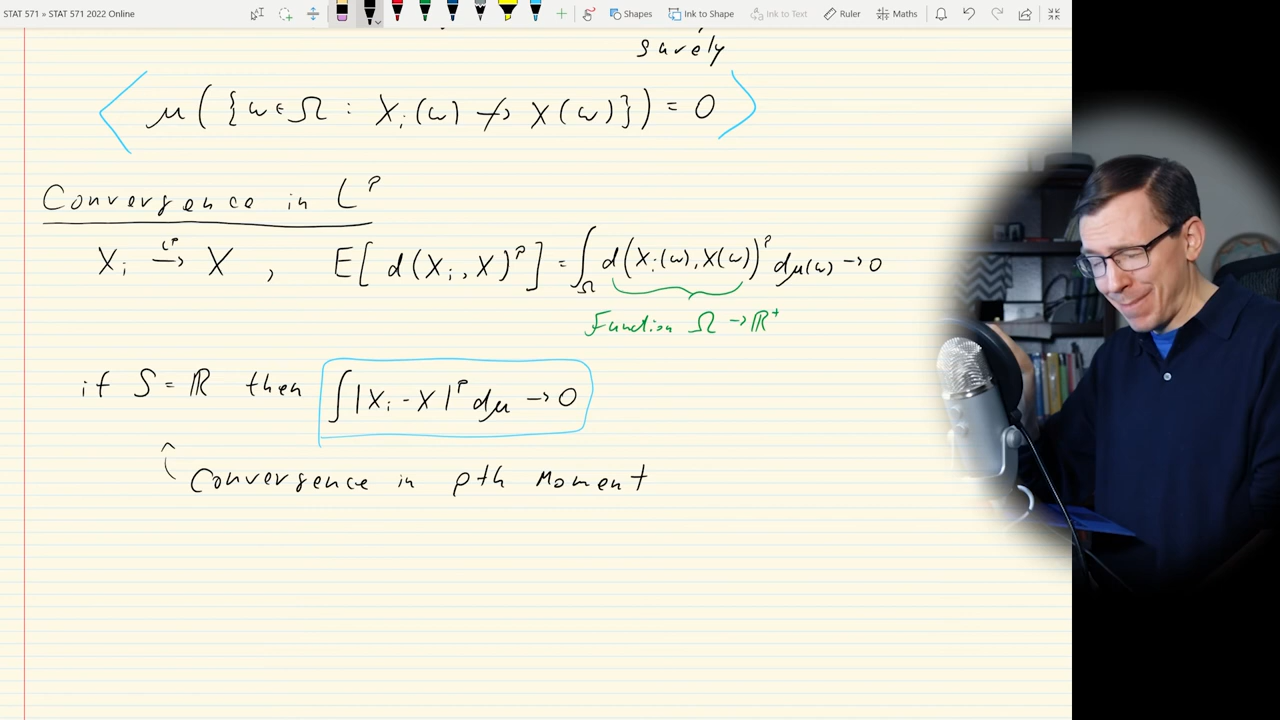 STAT 571 » STAT 571 2022 Online
Shapes Ink to Shape Ink to Text Ruler Maths
surely
μ({ω∈Ω : Xᵢ(ω) ↛ X(ω)}) = 0
Convergence in Lᵖ
Xᵢ →ᴸᵖ X , E[d(Xᵢ, X)ᵖ] = ∫_Ω d(Xᵢ(ω), X(ω))ᵖ dμ(ω) → 0
Function Ω → ℝ⁺
if S = ℝ then ∫|Xᵢ - X|ᵖ dμ → 0
Convergence in pth Moment